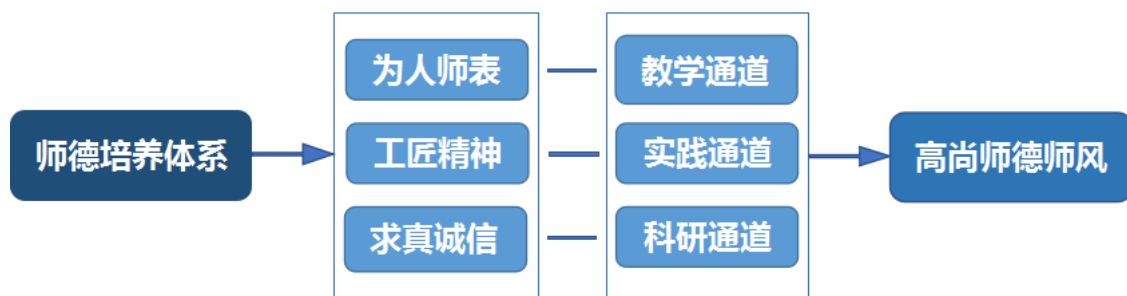 师德培养体系
为人师表
教学通道
工匠精神
实践通道
求真诚信
科研通道
高尚师德师风